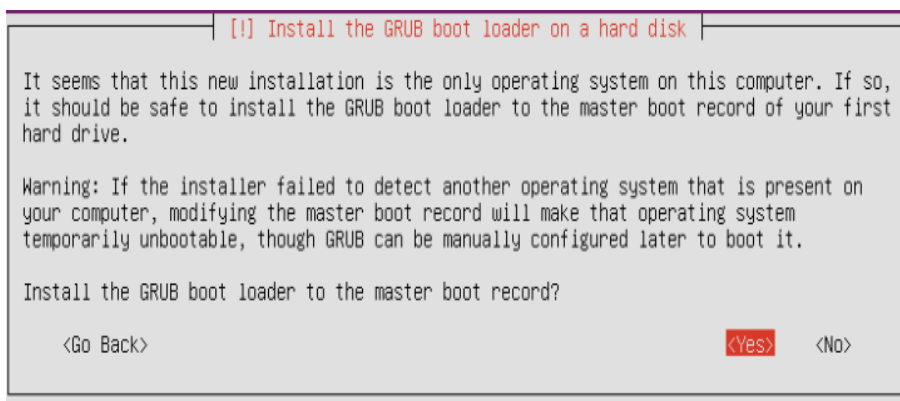 [!] Install the GRUB boot loader on a hard disk
It seems that this new installation is the only operating system on this computer. If so,
it should be safe to install the GRUB boot loader to the master boot record of your first
hard drive.
Warning: If the installer failed to detect another operating system that is present on
your computer, modifying the master boot record will make that operating system
temporarily unbootable, though GRUB can be manually configured later to boot it.
Install the GRUB boot loader to the master boot record?
<Go Back> <Yes> <No>